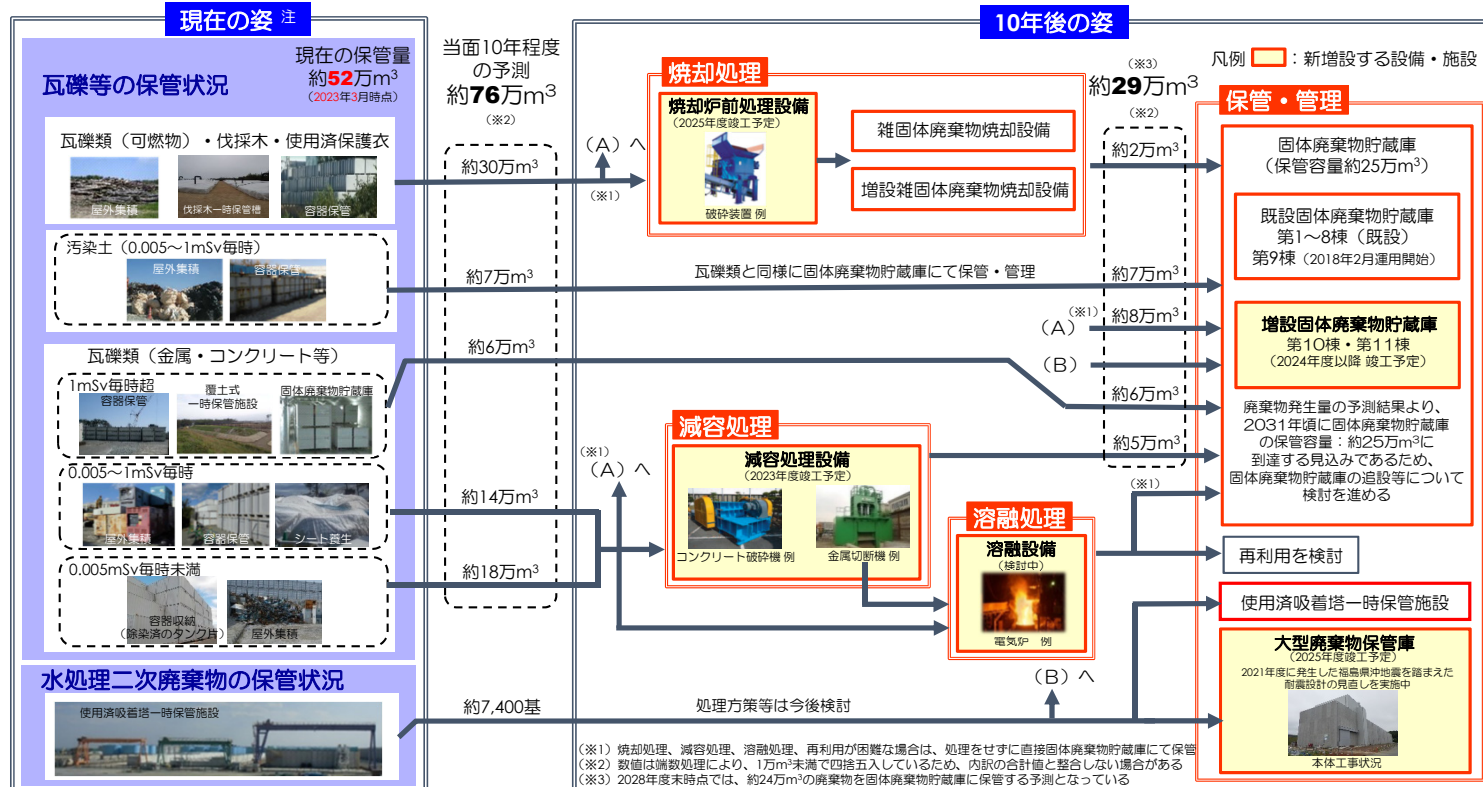 現在の姿 注
瓦礫等の保管状況
現在の保管量
約52万m³
(2023年3月時点)
瓦礫類（可燃物）・伐採木・使用済保護衣
屋外集積
伐採木一時保管槽
容器保管
汚染土（0.005～1mSv毎時）
屋外集積
容器保管
瓦礫類（金属・コンクリート等）
1mSv毎時超
容器保管
覆土式
一時保管施設
固体廃棄物貯蔵庫
0.005～1mSv毎時
屋外集積
容器保管
シート養生
0.005mSv毎時未満
容器収納
（除染済のタンク片）
屋外集積
水処理二次廃棄物の保管状況
使用済吸着塔一時保管施設
当面10年程度
の予測
約76万m³
(※2)
約30万m³
約7万m³
約6万m³
約14万m³
約18万m³
約7,400基
10年後の姿
凡例 ：新増設する設備・施設
（A）へ
(※1)
焼却処理
焼却炉前処理設備
(2025年度竣工予定)
破砕装置 例
雑固体廃棄物焼却設備
増設雑固体廃棄物焼却設備
瓦礫類と同様に固体廃棄物貯蔵庫にて保管・管理
(※1)
（A）へ
減容処理
減容処理設備
(2023年度竣工予定)
コンクリート破砕機 例
金属切断機 例
溶融処理
溶融設備
(検討中)
電気炉 例
処理方策等は今後検討
（B）へ
(※3)
約29万m³
(※2)
約2万m³
約7万m³
（A）
(※1)
約8万m³
（B）
約6万m³
約5万m³
(※1)
保管・管理
固体廃棄物貯蔵庫
（保管容量約25万m³）
既設固体廃棄物貯蔵庫
第1～8棟（既設）
第9棟（2018年2月運用開始）
増設固体廃棄物貯蔵庫
第10棟・第11棟
(2024年度以降 竣工予定)
廃棄物発生量の予測結果より、
2031年頃に固体廃棄物貯蔵庫
の保管容量：約25万m³に
到達する見込みであるため、
固体廃棄物貯蔵庫の追設等について
検討を進める
再利用を検討
使用済吸着塔一時保管施設
大型廃棄物保管庫
(2025年度竣工予定)
2021年度に発生した福島県沖地震を踏まえた
耐震設計の見直しを実施中
本体工事状況
(※1) 焼却処理、減容処理、溶融処理、再利用が困難な場合は、処理をせずに直接固体廃棄物貯蔵庫にて保管
(※2) 数値は端数処理により、1万m³未満で四捨五入しているため、内訳の合計値と整合しない場合がある
(※3) 2028年度末時点では、約24万m³の廃棄物を固体廃棄物貯蔵庫に保管する予測となっている